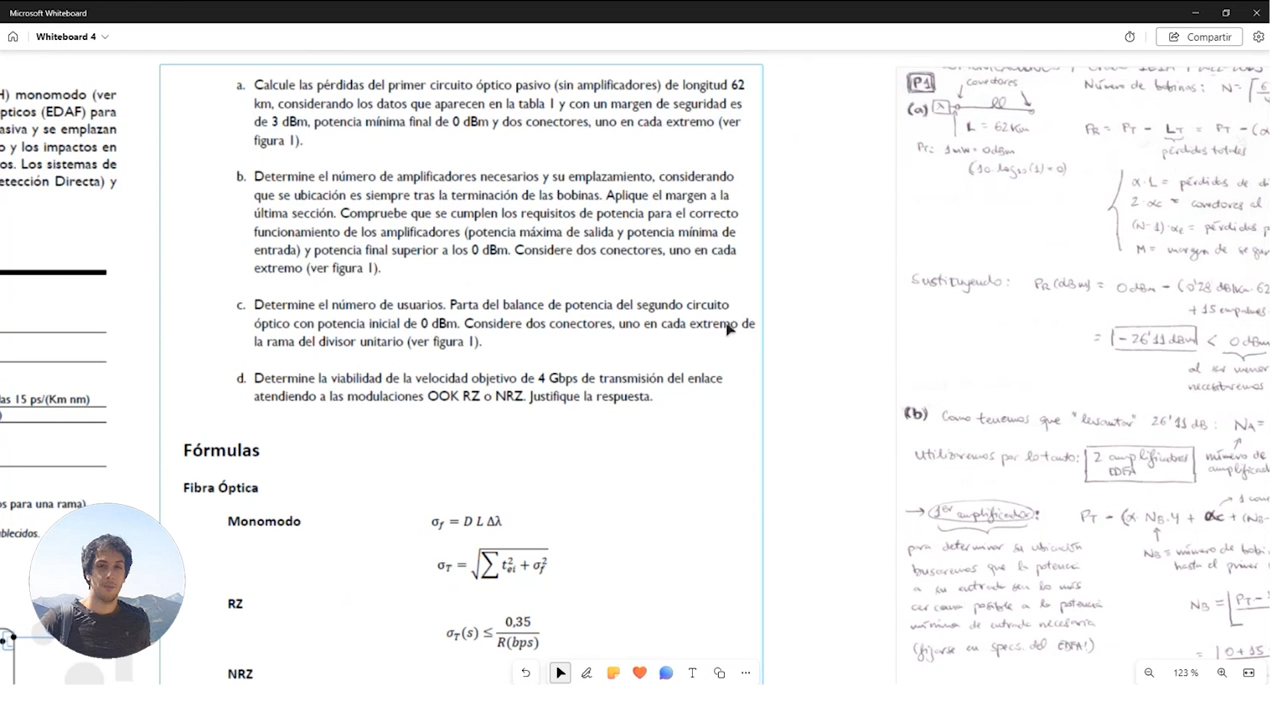 Microsoft Whiteboard
Whiteboard 4
Compartir
H) monomodo (ver
pticos (EDAF) para
asiva y se emplazan
o y los impactos en
os. Los sistemas de
etección Directa) y
las 15 ps/(Km nm)
os para una rama)
blecidos.
a. Calcule las pérdidas del primer circuito óptico pasivo (sin amplificadores) de longitud 62
km, considerando los datos que aparecen en la tabla 1 y con un margen de seguridad es
de 3 dBm, potencia mínima final de 0 dBm y dos conectores, uno en cada extremo (ver
figura 1).
b. Determine el número de amplificadores necesarios y su emplazamiento, considerando
que se ubicación es siempre tras la terminación de las bobinas. Aplique el margen a la
última sección. Compruebe que se cumplen los requisitos de potencia para el correcto
funcionamiento de los amplificadores (potencia máxima de salida y potencia mínima de
entrada) y potencia final superior a los 0 dBm. Considere dos conectores, uno en cada
extremo (ver figura 1).
c. Determine el número de usuarios. Parta del balance de potencia del segundo circuito
óptico con potencia inicial de 0 dBm. Considere dos conectores, uno en cada extremo de
la rama del divisor unitario (ver figura 1).
d. Determine la viabilidad de la velocidad objetivo de 4 Gbps de transmisión del enlace
atendiendo a las modulaciones OOK RZ o NRZ. Justifique la respuesta.
Fórmulas
Fibra Óptica
Monomodo σf = D L Δλ
σT = √∑ t²ei + σ²f
RZ
σT(s) ≤ 0,35 / R(bps)
NRZ
P1
conectores
Número de bobinas: N = ⌈6
(a)
L = 62 Km
PT = 1mW = 0dBm
(10·log10(1) = 0)
PR = PT - LT = PT - (α
pérdidas totales
α·L = pérdidas de
2·αc = conectores al
(N-1)·αe = pérdidas p
M = margen de seg
Sustituyendo: PR(dBm) = 0dBm - (0'28 dB/Km·62
+ 15 empalmes
= -26'11 dBm < 0dBm
al ser menor
necesitaremos
(b) Como tenemos que "levantar" 26'11 dB: NA =
Utilizaremos por lo tanto: 2 amplificadores EDFA
número de
amplificad
→ 1er amplificador: PT - (α·NB·4 + αc + (NB-
para determinar su ubicación
buscaremos que la potencia
a su entrada sea lo más
cercana posible a la potencia
mínima de entrada necesaria
(fijarse en specs. del EDFA!)
NB = número de bobi
hasta el primer
NB = ⌊PT -
= ⌊0+15
123 %